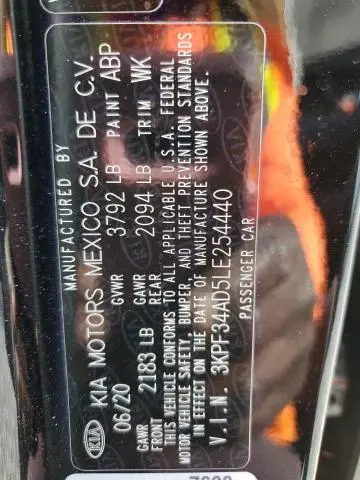 MANUFACTURED BY
KIA KIA MOTORS MEXICO S.A. DE C.V.
06/20 GVWR 3792 LB PAINT ABP
GAWR FRONT 2183 LB GAWR REAR 2094 LB TRIM WK
THIS VEHICLE CONFORMS TO ALL APPLICABLE U.S.A. FEDERAL
MOTOR VEHICLE SAFETY, BUMPER, AND THEFT PREVENTION STANDARDS
IN EFFECT ON THE DATE OF MANUFACTURE SHOWN ABOVE.
V.I.N. 3KPF34AD5LE254440
PASSENGER CAR